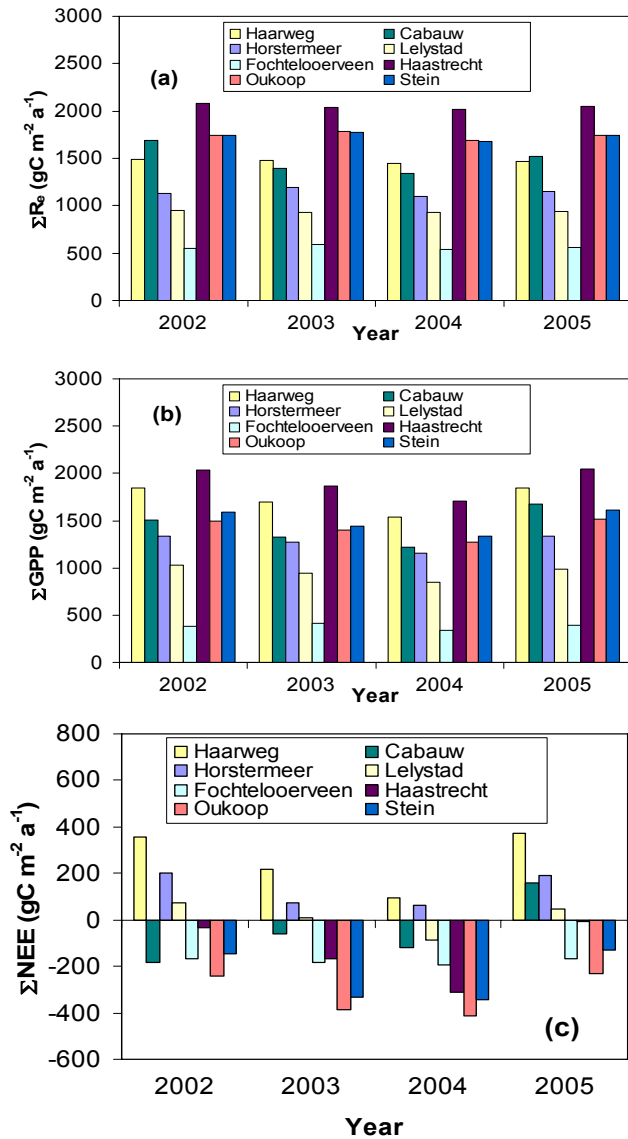 3000
2500
2000
1500
1000
500
0
ΣRe (gC m-2 a-1)
(a)
Haarweg Cabauw
Horstermeer Lelystad
Fochtelooerveen Haastrecht
Oukoop Stein
2002 2003 2004 2005
Year
3000
2500
2000
1500
1000
500
0
ΣGPP (gC m-2 a-1)
(b)
Haarweg Cabauw
Horstermeer Lelystad
Fochtelooerveen Haastrecht
Oukoop Stein
2002 2003 2004 2005
Year
800
600
400
200
0
-200
-400
-600
ΣNEE (gC m-2 a-1)
Haarweg Cabauw
Horstermeer Lelystad
Fochtelooerveen Haastrecht
Oukoop Stein
(c)
2002 2003 2004 2005
Year